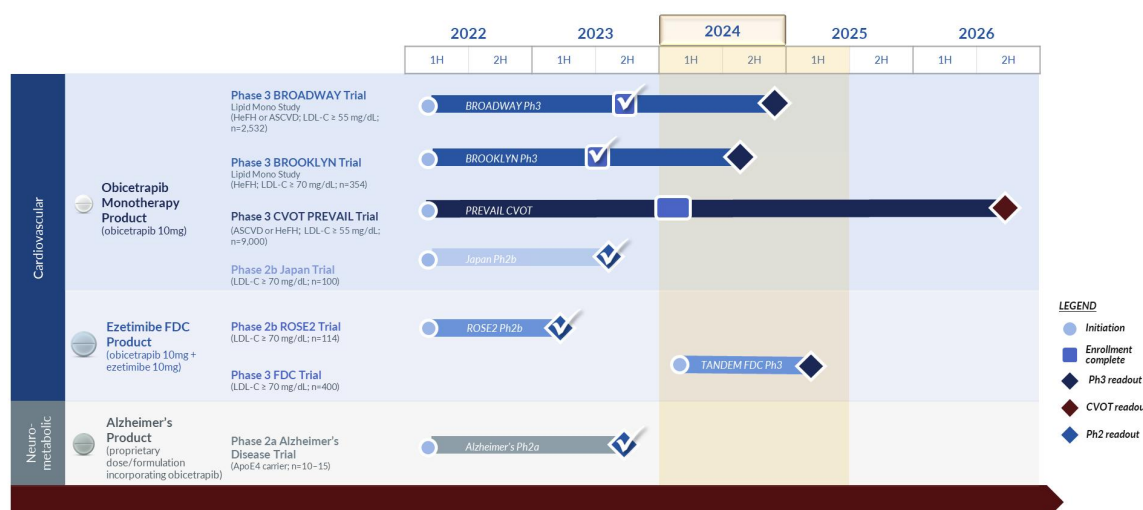 2022 2023 2024 2025 2026
1H 2H 1H 2H 1H 2H 1H 2H 1H 2H
Cardiovascular
Obicetrapib
Monotherapy
Product
(obicetrapib 10mg)
Phase 3 BROADWAY Trial
Lipid Mono Study
(HeFH or ASCVD; LDL-C ≥ 55 mg/dL;
n=2,532)
BROADWAY Ph3
Phase 3 BROOKLYN Trial
Lipid Mono Study
(HeFH; LDL-C ≥ 70 mg/dL; n=354)
BROOKLYN Ph3
Phase 3 CVOT PREVAIL Trial
(ASCVD or HeFH; LDL-C ≥ 55 mg/dL;
n=9,000)
PREVAIL CVOT
Phase 2b Japan Trial
(LDL-C ≥ 70 mg/dL; n=100)
Japan Ph2b
Ezetimibe FDC
Product
(obicetrapib 10mg +
ezetimibe 10mg)
Phase 2b ROSE2 Trial
(LDL-C ≥ 70 mg/dL; n=114)
ROSE2 Ph2b
Phase 3 FDC Trial
(LDL-C ≥ 70 mg/dL; n=400)
TANDEM FDC Ph3
Neuro-
metabolic
Alzheimer's
Product
(proprietary
dose/formulation
incorporating obicetrapib)
Phase 2a Alzheimer's
Disease Trial
(ApoE4 carrier; n=10–15)
Alzheimer's Ph2a
LEGEND
Initiation
Enrollment
complete
Ph3 readout
CVOT readou
Ph2 readout